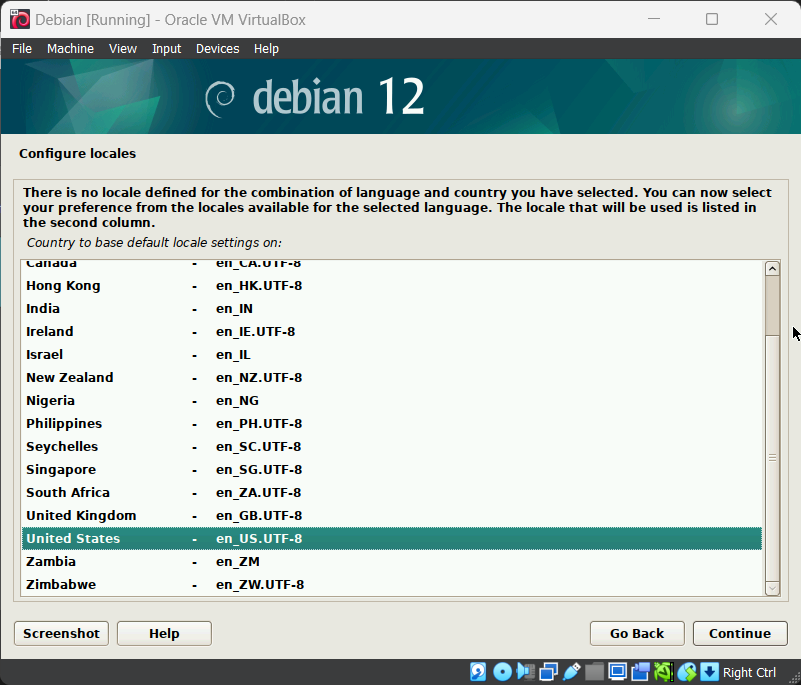 Debian [Running] - Oracle VM VirtualBox
File Machine View Input Devices Help
debian 12
Configure locales
There is no locale defined for the combination of language and country you have selected. You can now select
your preference from the locales available for the selected language. The locale that will be used is listed in
the second column.
Country to base default locale settings on:
Canada - en_CA.UTF-8
Hong Kong - en_HK.UTF-8
India - en_IN
Ireland - en_IE.UTF-8
Israel - en_IL
New Zealand - en_NZ.UTF-8
Nigeria - en_NG
Philippines - en_PH.UTF-8
Seychelles - en_SC.UTF-8
Singapore - en_SG.UTF-8
South Africa - en_ZA.UTF-8
United Kingdom - en_GB.UTF-8
United States - en_US.UTF-8
Zambia - en_ZM
Zimbabwe - en_ZW.UTF-8
Screenshot Help Go Back Continue
Right Ctrl